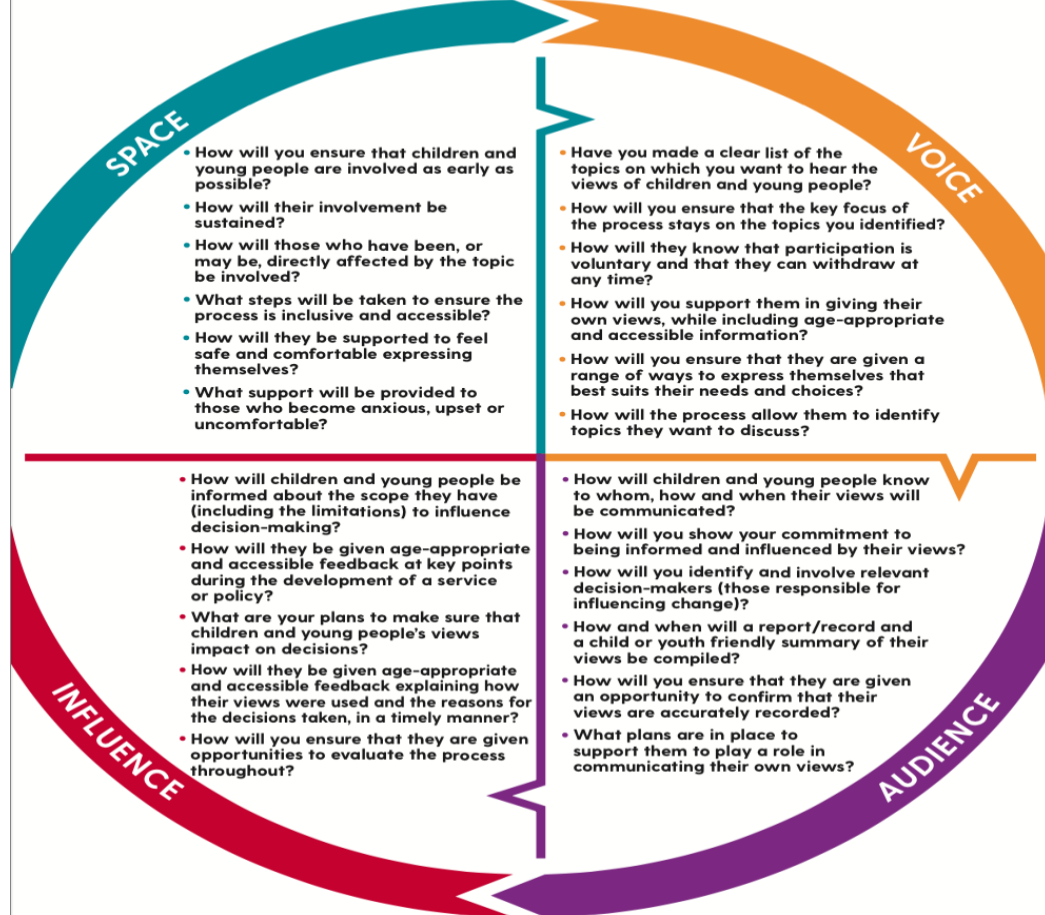 SPACE
• How will you ensure that children and
young people are involved as early as
possible?
• How will their involvement be
sustained?
• How will those who have been, or
may be, directly affected by the topic
be involved?
• What steps will be taken to ensure the
process is inclusive and accessible?
• How will they be supported to feel
safe and comfortable expressing
themselves?
• What support will be provided to
those who become anxious, upset or
uncomfortable?
VOICE
• Have you made a clear list of the
topics on which you want to hear the
views of children and young people?
• How will you ensure that the key focus of
the process stays on the topics you identified?
• How will they know that participation is
voluntary and that they can withdraw at
any time?
• How will you support them in giving their
own views, while including age-appropriate
and accessible information?
• How will you ensure that they are given a
range of ways to express themselves that
best suits their needs and choices?
• How will the process allow them to identify
topics they want to discuss?
• How will children and young people be
informed about the scope they have
(including the limitations) to influence
decision-making?
• How will they be given age-appropriate
and accessible feedback at key points
during the development of a service
or policy?
• What are your plans to make sure that
children and young people's views
impact on decisions?
• How will they be given age-appropriate
and accessible feedback explaining how
their views were used and the reasons for
the decisions taken, in a timely manner?
• How will you ensure that they are given
opportunities to evaluate the process
throughout?
INFLUENCE
• How will children and young people know
to whom, how and when their views will
be communicated?
• How will you show your commitment to
being informed and influenced by their views?
• How will you identify and involve relevant
decision-makers (those responsible for
influencing change)?
• How and when will a report/record and
a child or youth friendly summary of their
views be compiled?
• How will you ensure that they are given
an opportunity to confirm that their
views are accurately recorded?
• What plans are in place to
support them to play a role in
communicating their own views?
AUDIENCE